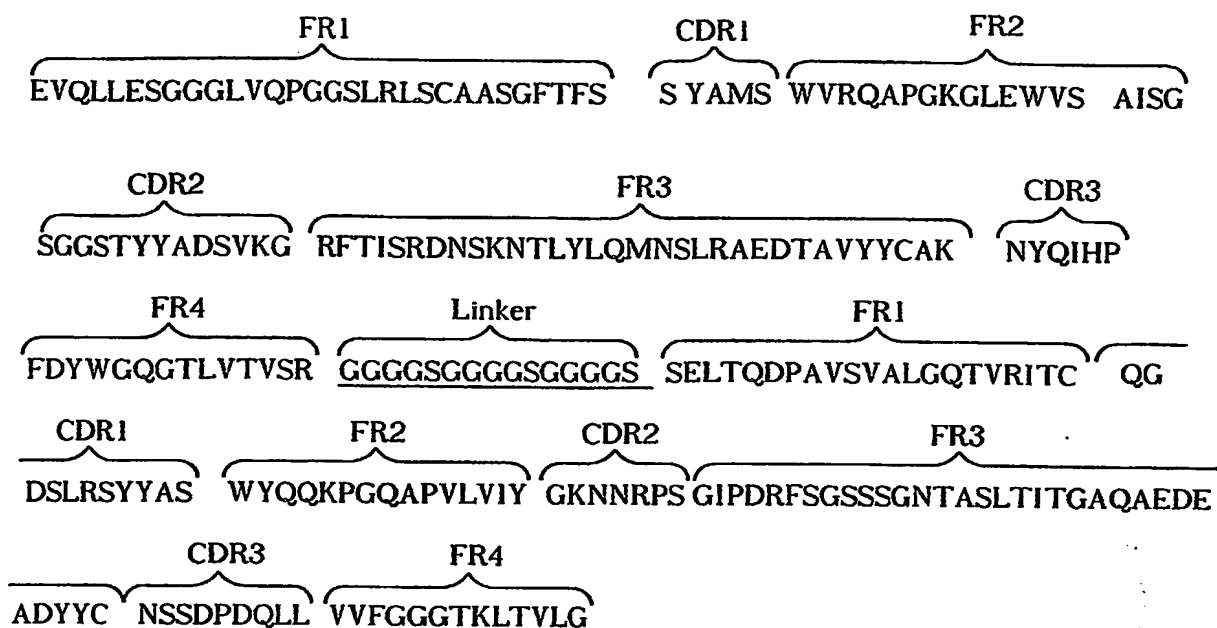 FR1 CDR1 FR2
EVQLLESGGGLVQPGGSLRLSCAASGFTFS S YAMS WVRQAPGKGLEWVS AISG
CDR2 FR3 CDR3
SGGSTYYADSVKG RFTISRDNSKNTLYLQMNSLRAEDTAVYYCAK NYQIHP
FR4 Linker FR1
FDYWGQGTLVTVSR GGGGSGGGGSGGGGS SELTQDPAVSVALGQTVRITC QG
CDR1 FR2 CDR2 FR3
DSLRSYYAS WYQQKPGQAPVLVIY GKNNRPS GIPDRFSGSSSGNTASLTITGAQAEDE
CDR3 FR4
ADYYC NSSDPDQLL VVFGGGTKLTVLG